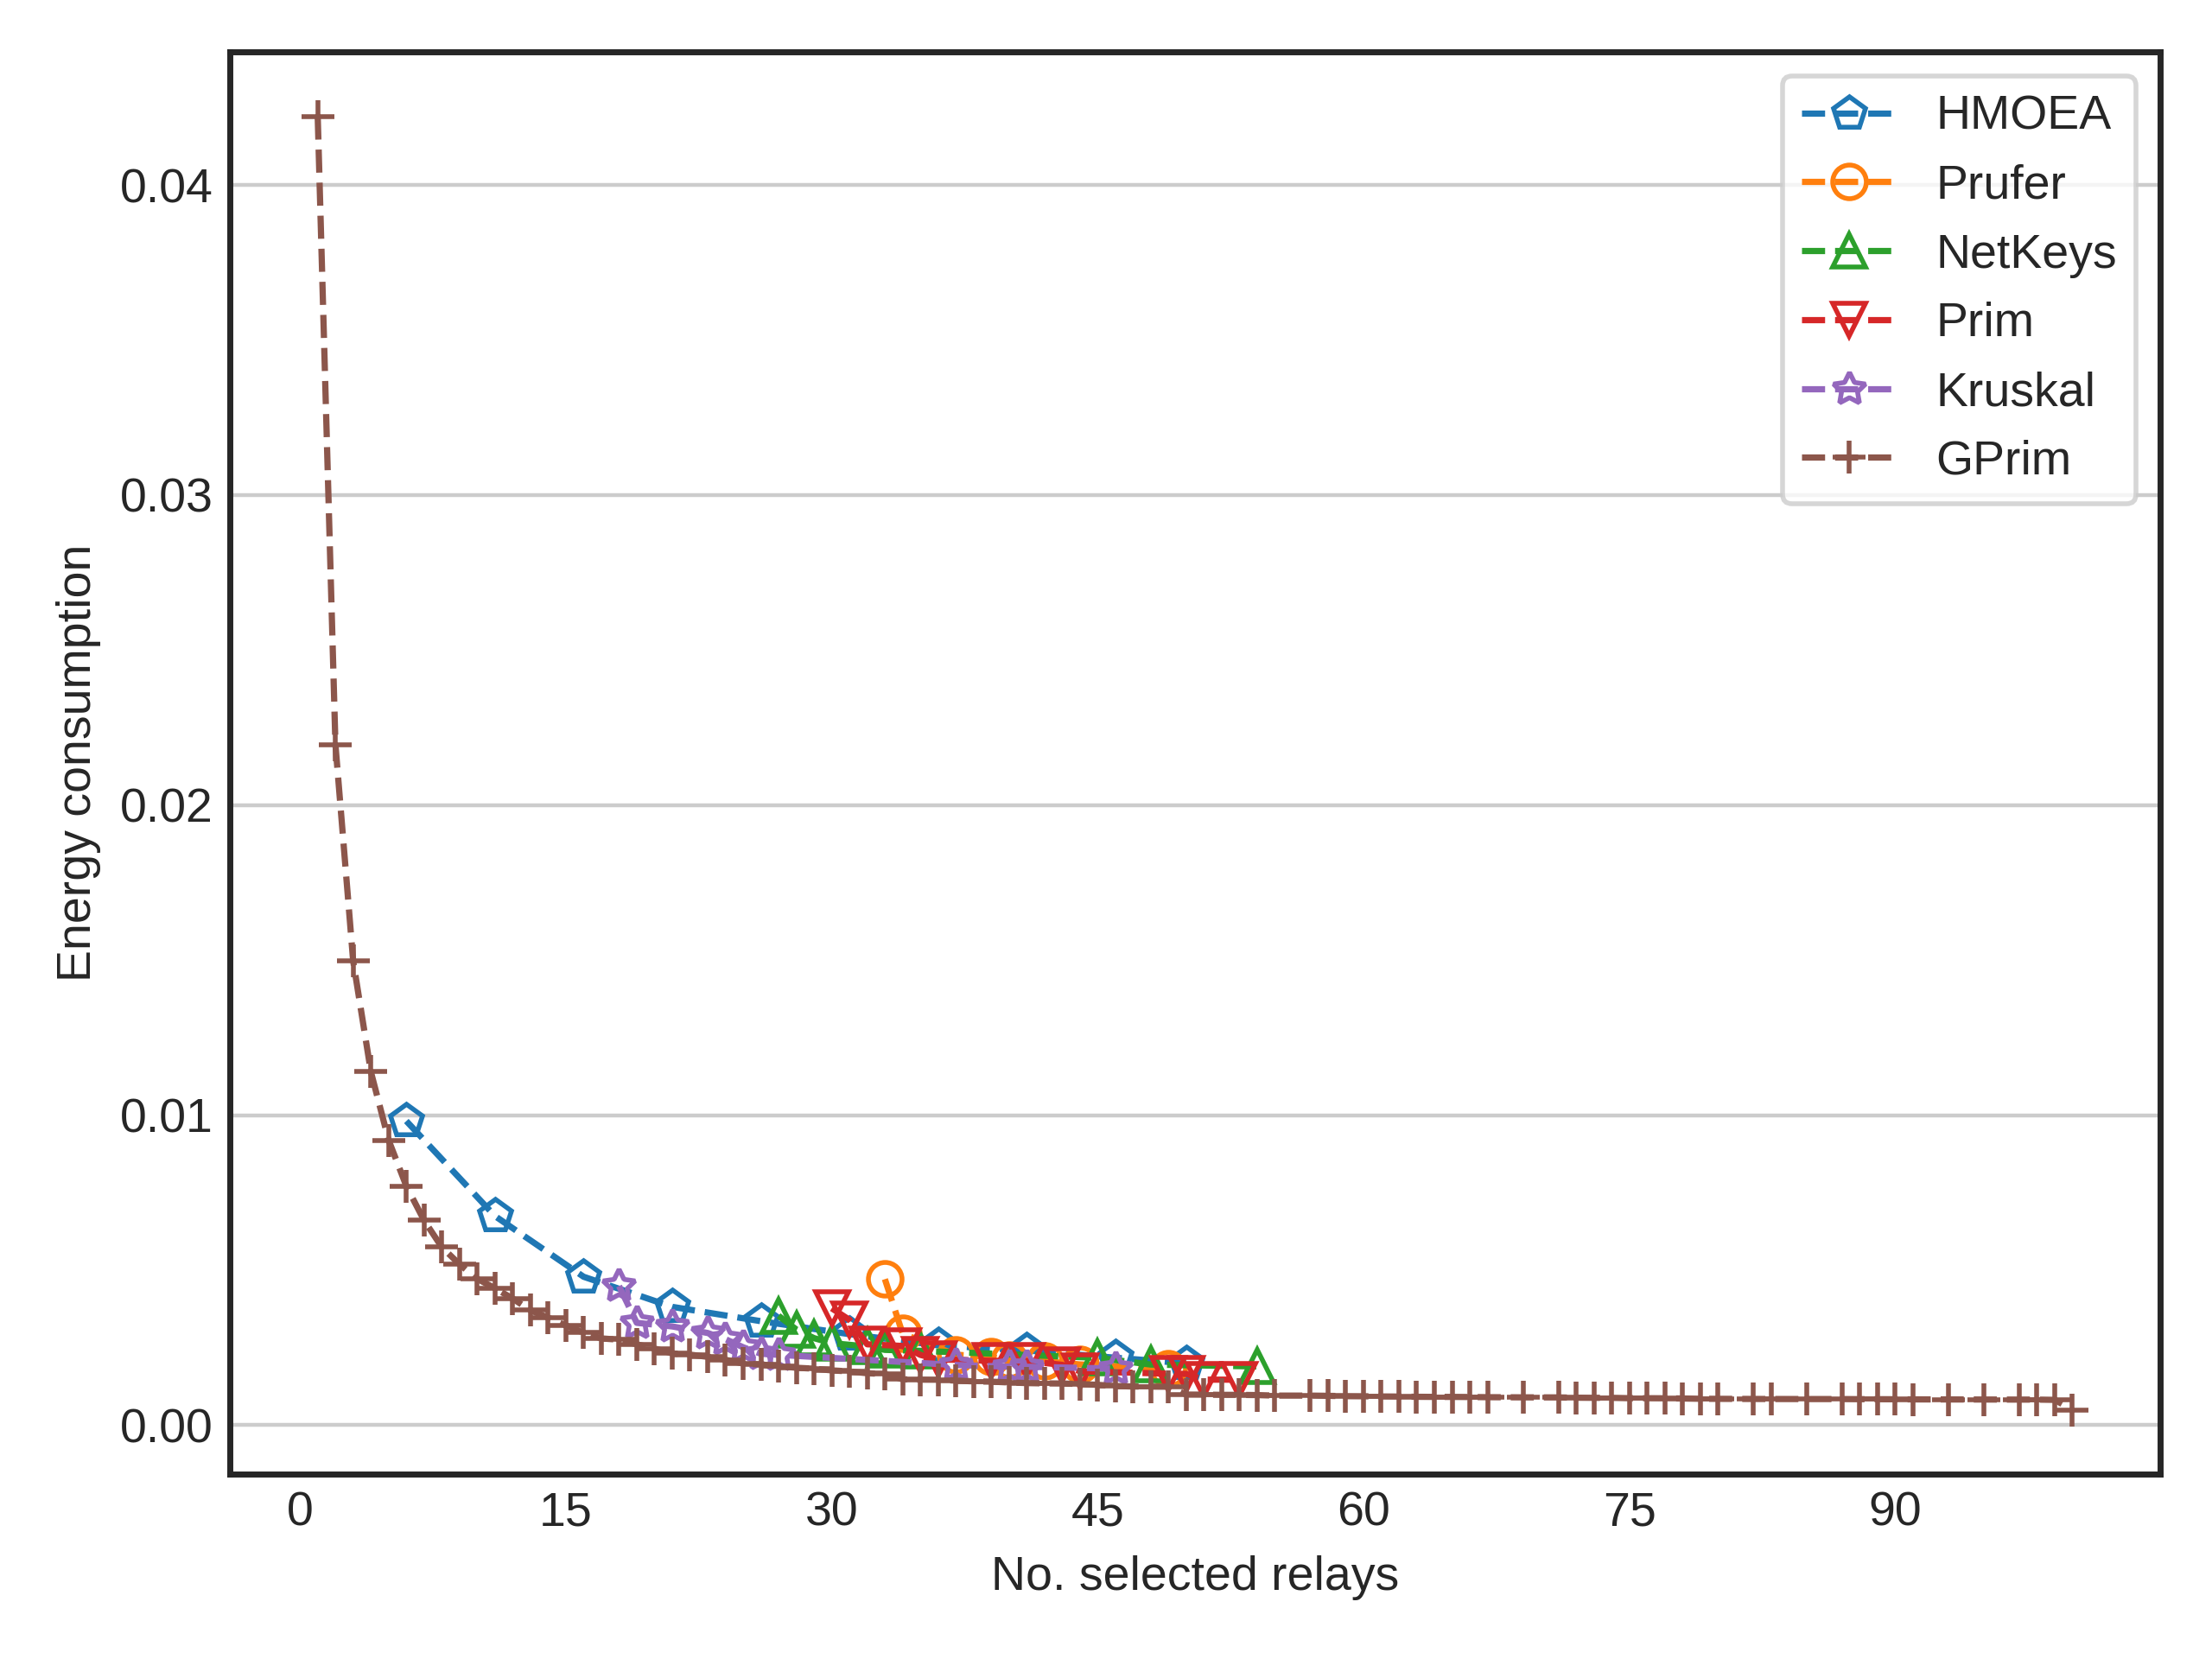 HMOEA
Prufer
NetKeys
Prim
Kruskal
GPrim
0.04
0.03
0.02
0.01
0.00
Energy consumption
0 15 30 45 60 75 90
No. selected relays